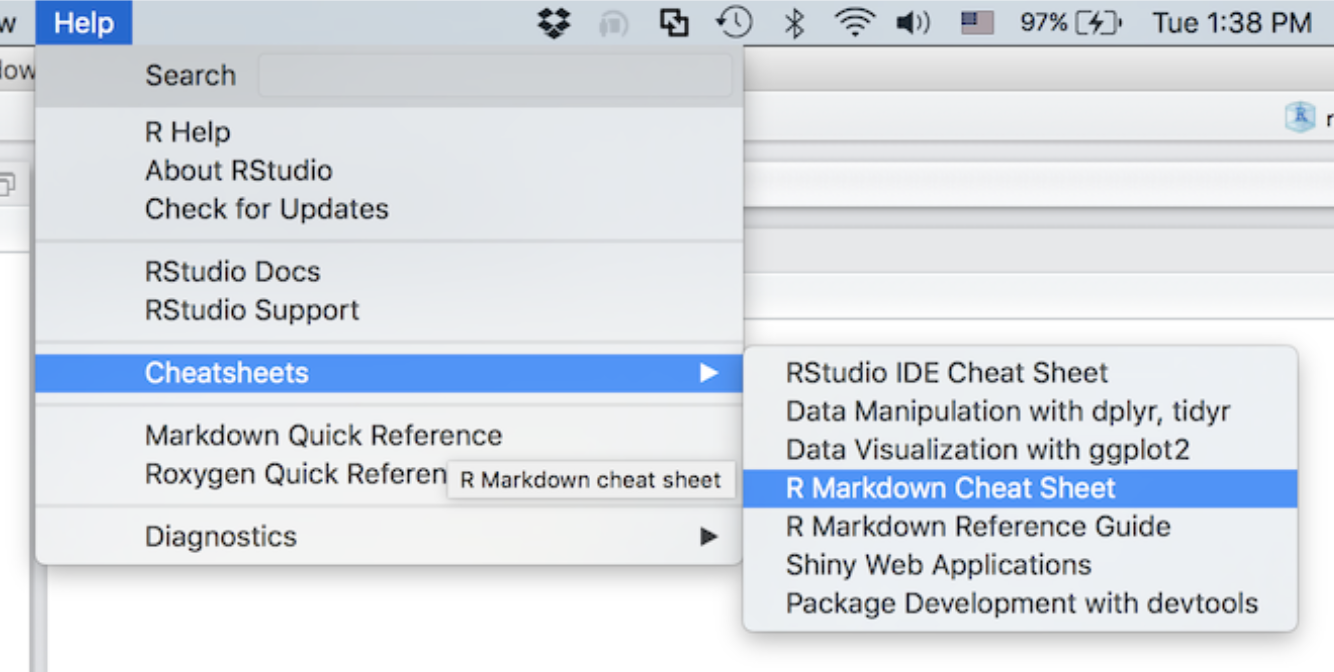 Help
97%
Tue 1:38 PM
Search
R Help
About RStudio
Check for Updates
RStudio Docs
RStudio Support
Cheatsheets
Markdown Quick Reference
Roxygen Quick Referen
R Markdown cheat sheet
Diagnostics
RStudio IDE Cheat Sheet
Data Manipulation with dplyr, tidyr
Data Visualization with ggplot2
R Markdown Cheat Sheet
R Markdown Reference Guide
Shiny Web Applications
Package Development with devtools